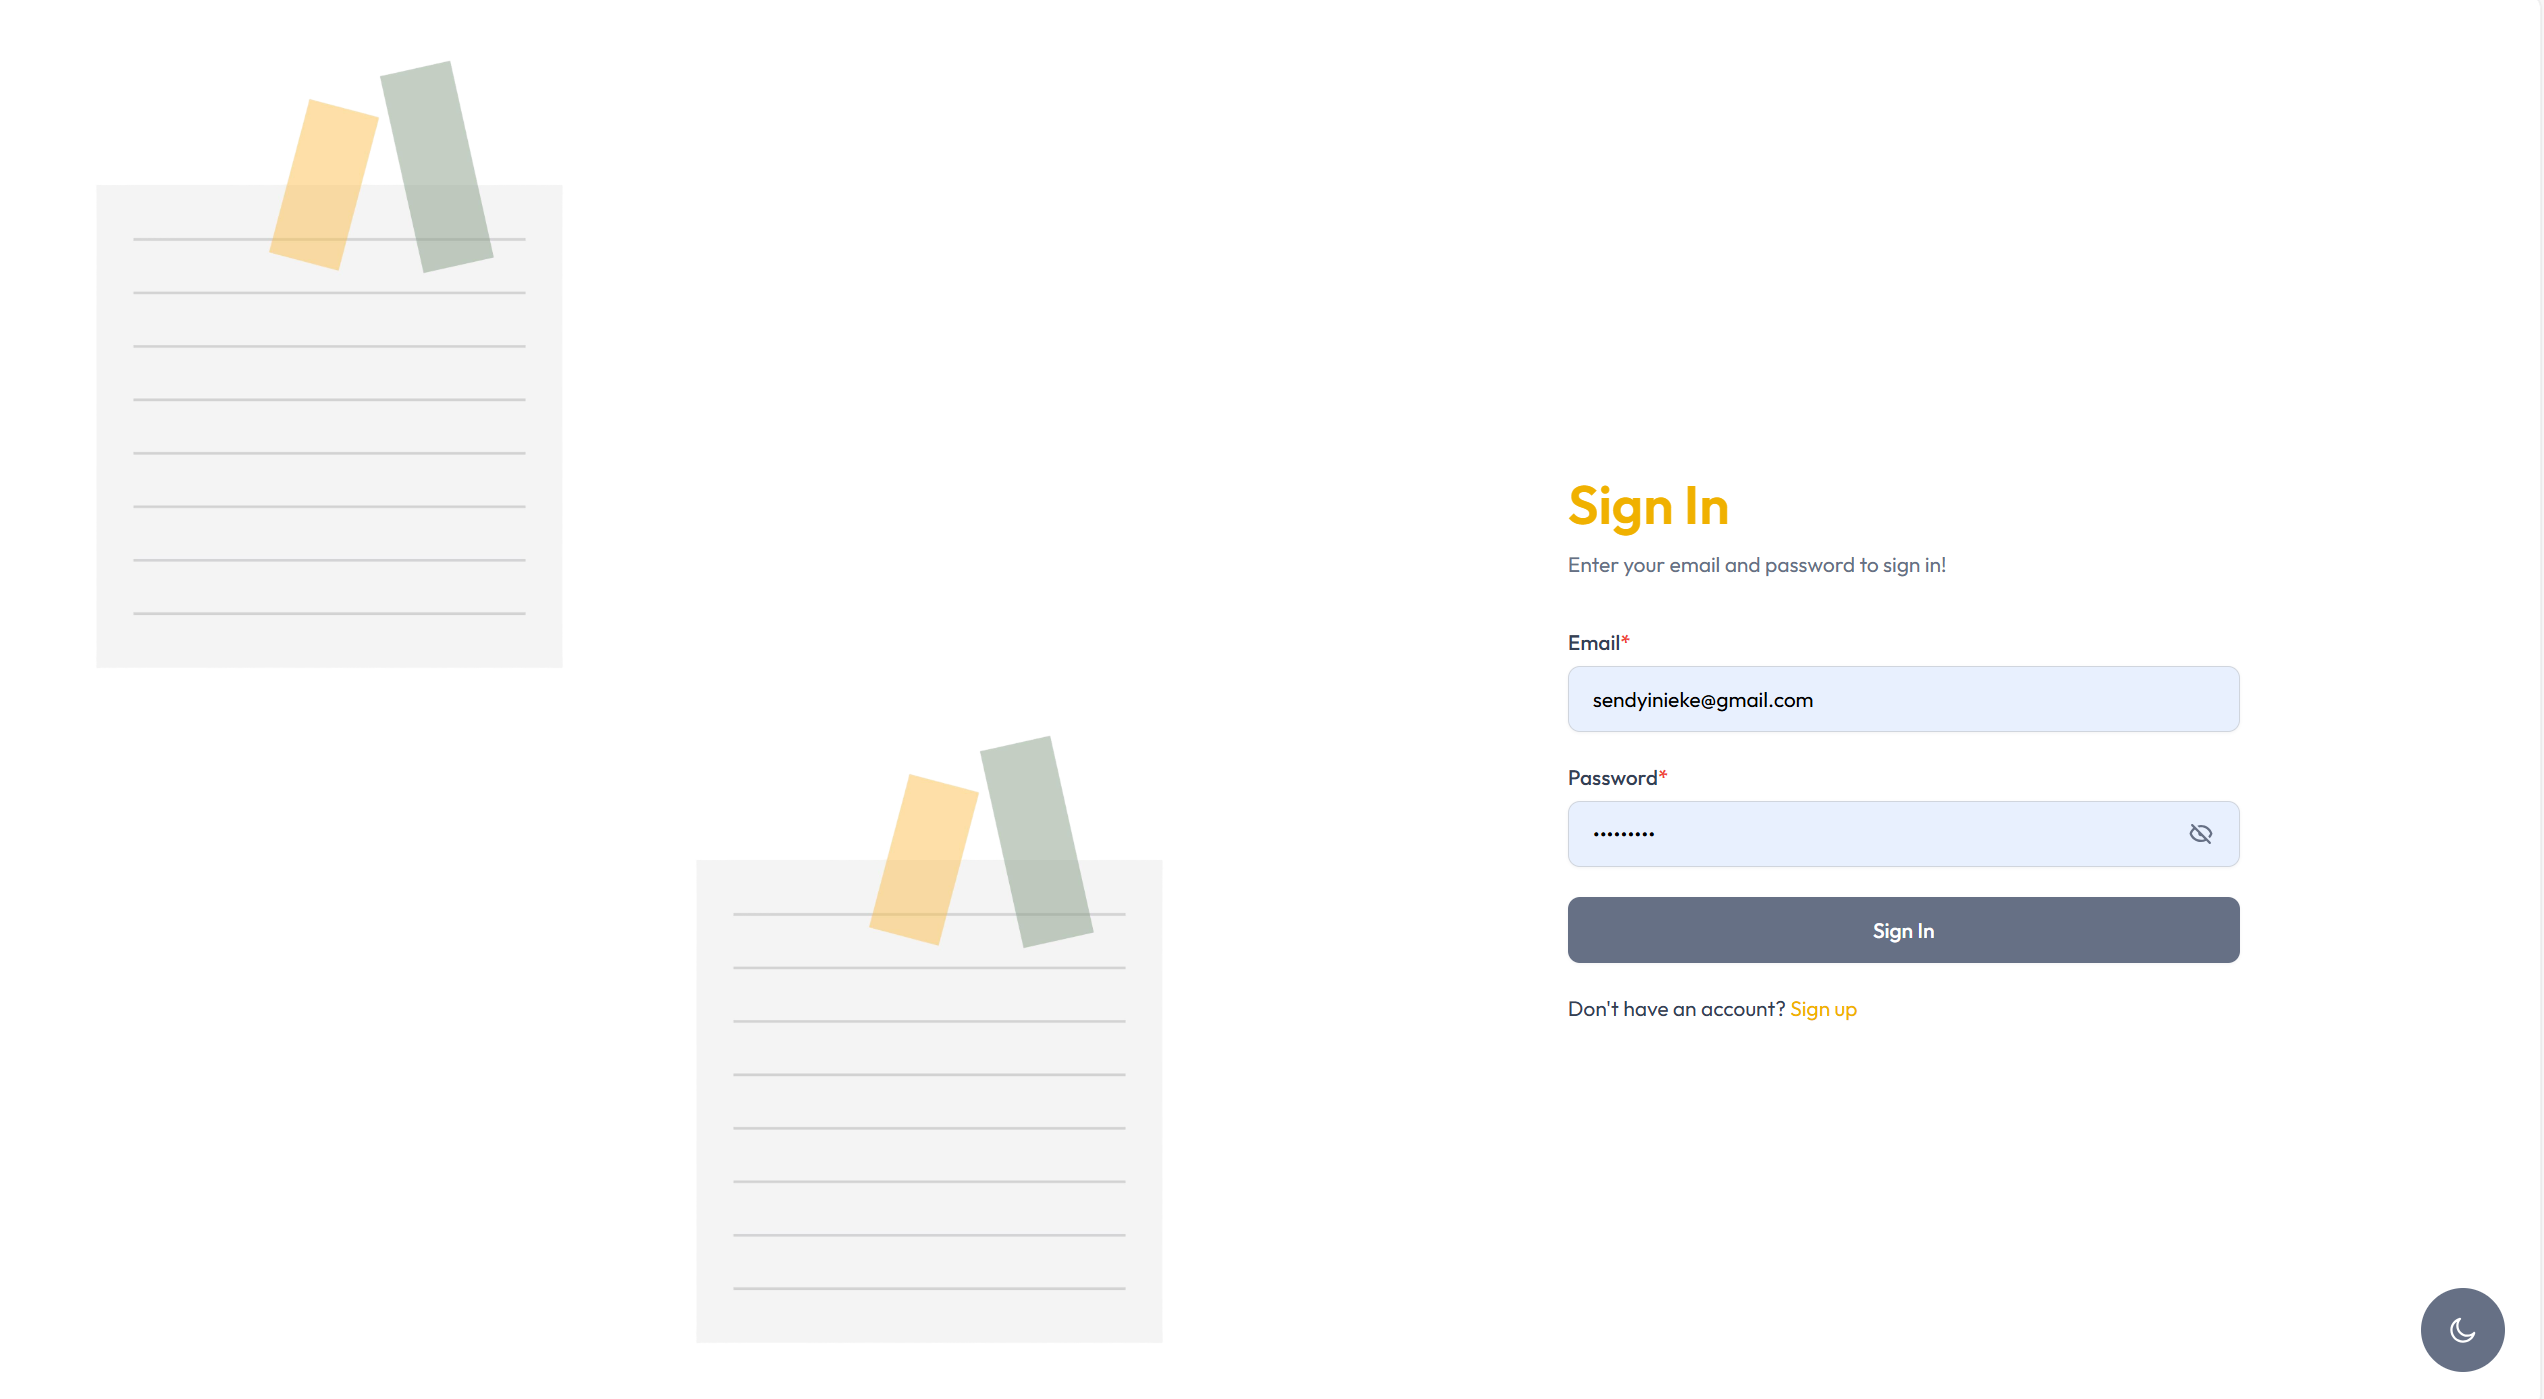 Sign In
Enter your email and password to sign in!
Email*
sendyinieke@gmail.com
Password*
•••••••••
Sign In
Don't have an account? Sign up